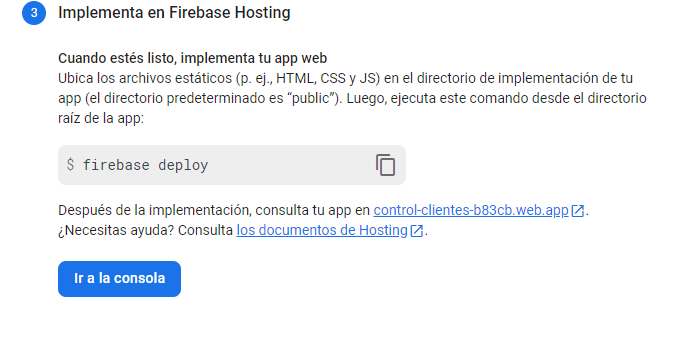 3 Implementa en Firebase Hosting
Cuando estés listo, implementa tu app web
Ubica los archivos estáticos (p. ej., HTML, CSS y JS) en el directorio de implementación de tu
app (el directorio predeterminado es “public”). Luego, ejecuta este comando desde el directorio
raíz de la app:
$ firebase deploy
Después de la implementación, consulta tu app en control-clientes-b83cb.web.app.
¿Necesitas ayuda? Consulta los documentos de Hosting.
Ir a la consola